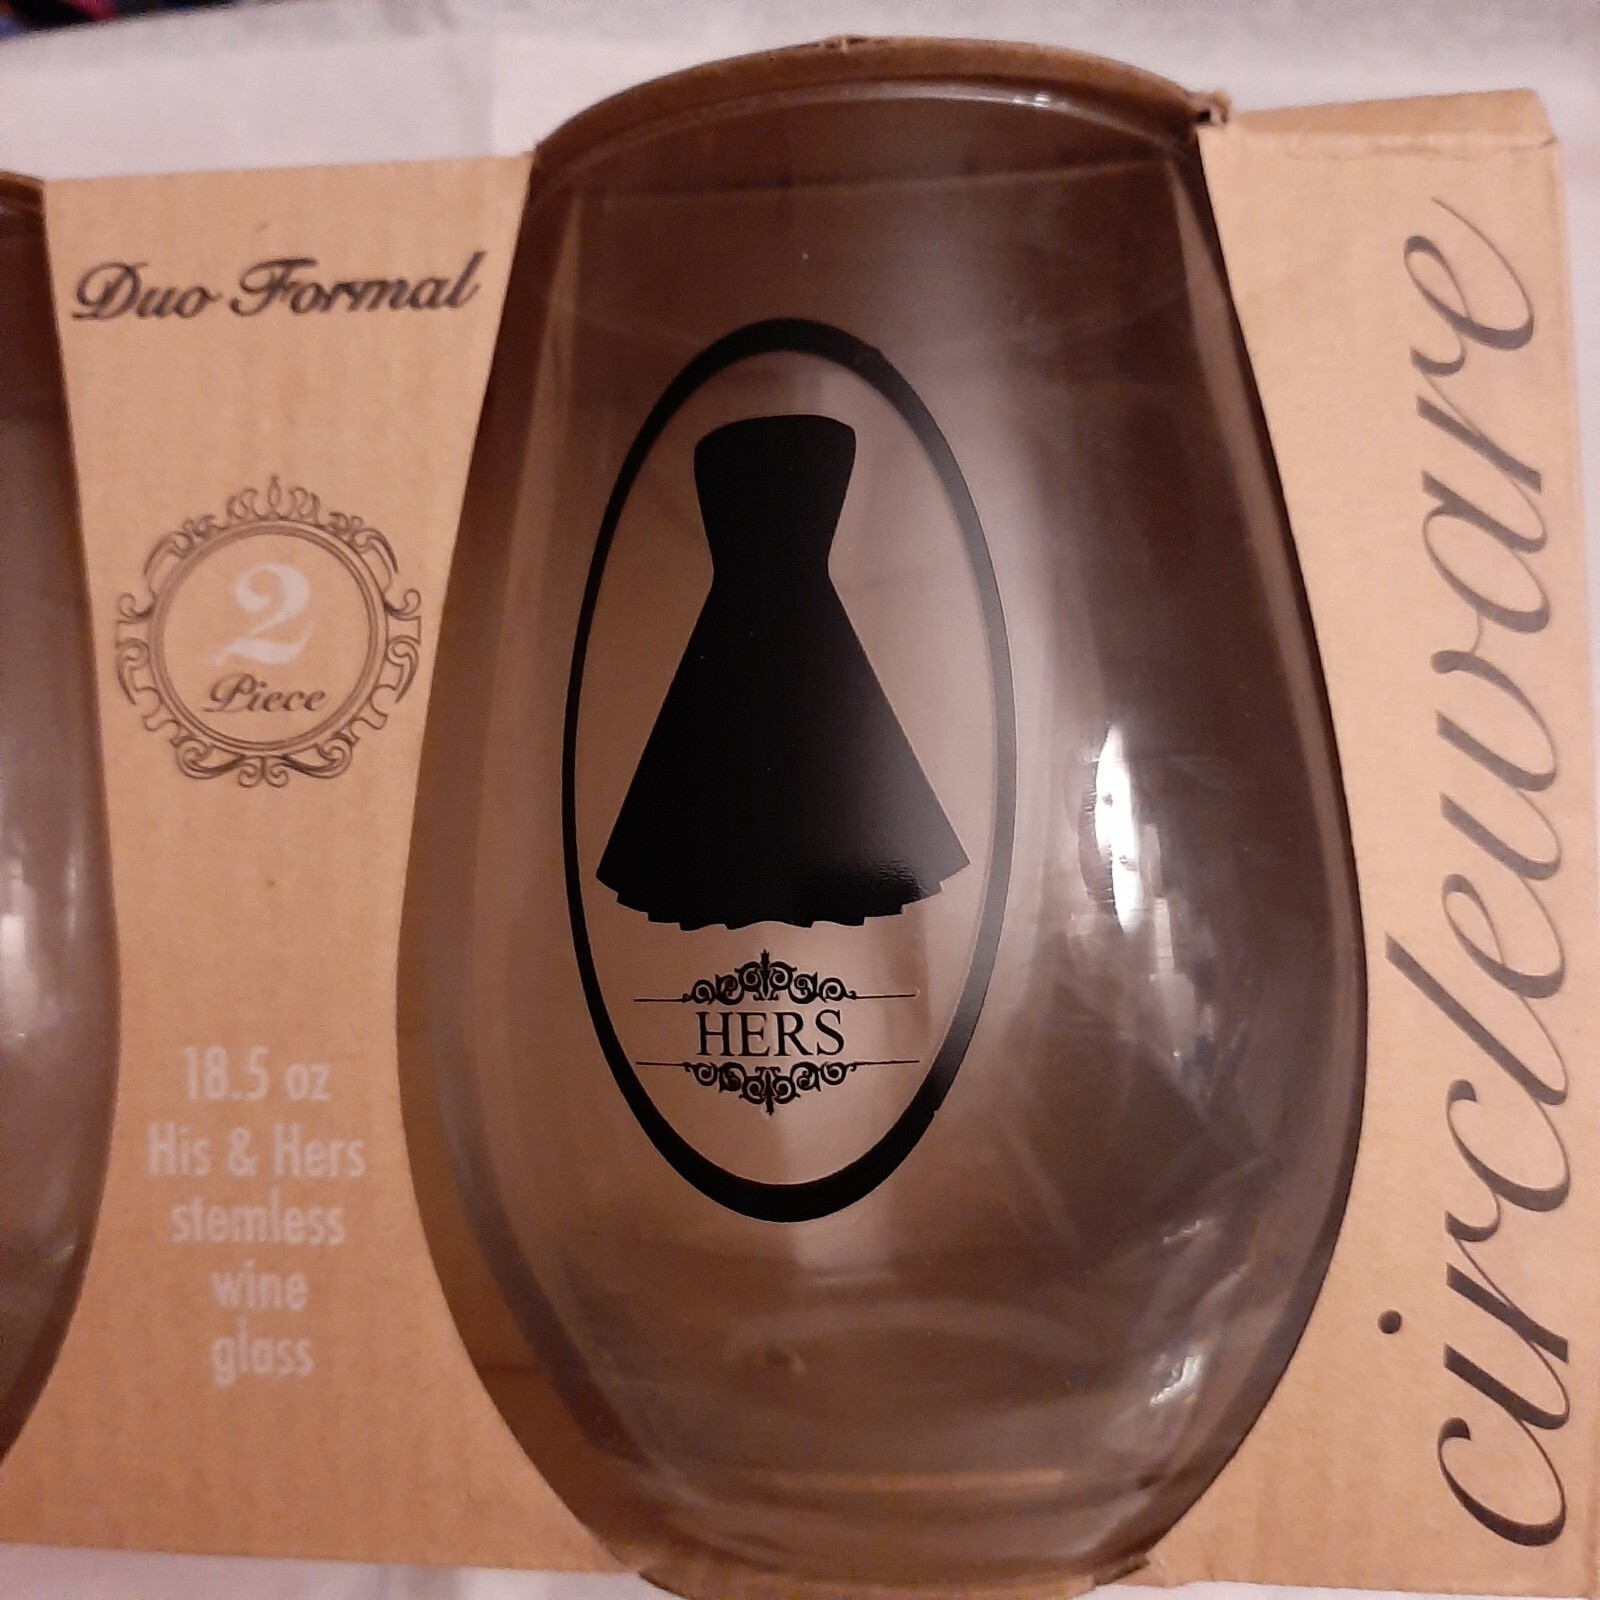 Duo Formal
2
Piece
18.5 oz
His & Hers
stemless
wine
glass
HERS
circleware